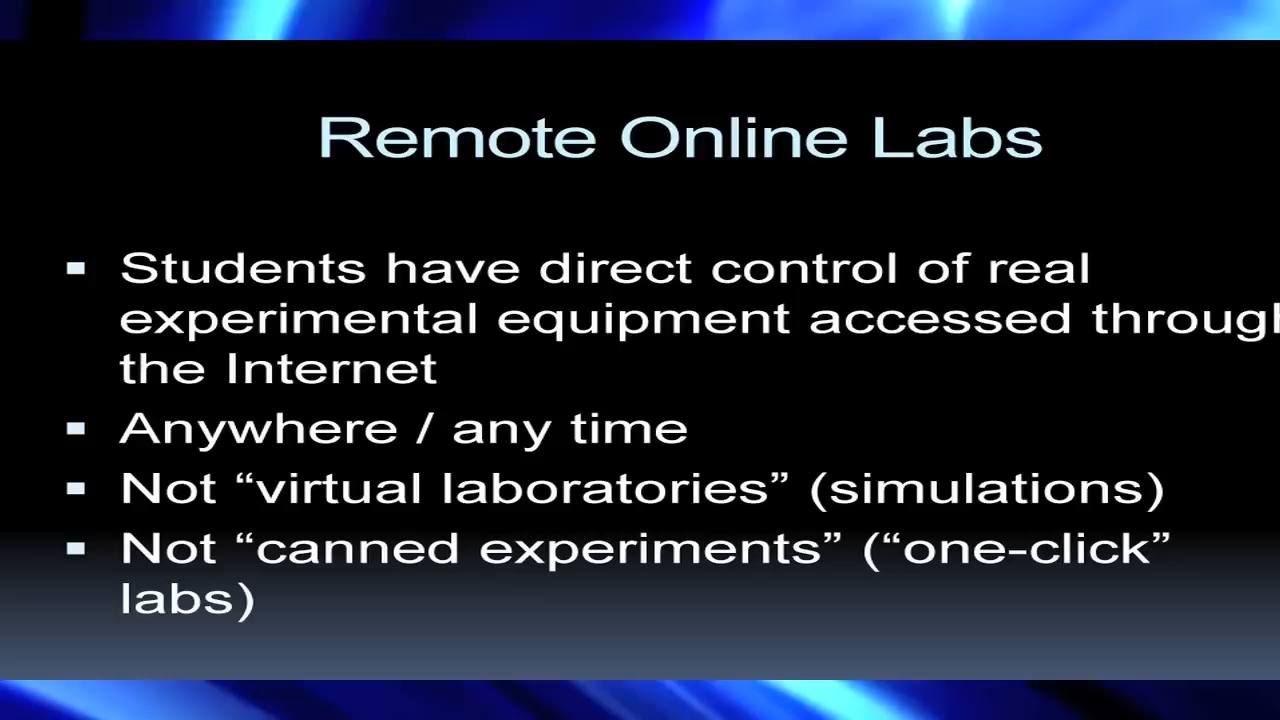 Remote Online Labs
▪ Students have direct control of real
experimental equipment accessed through
the Internet
▪ Anywhere / any time
▪ Not “virtual laboratories” (simulations)
▪ Not “canned experiments” (“one-click”
labs)